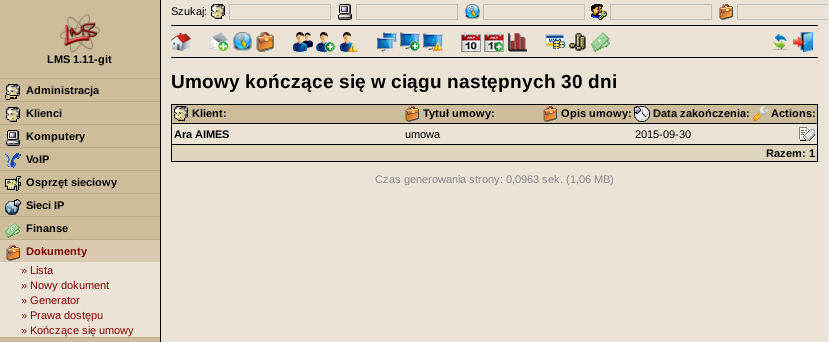 LMS
LMS 1.11-git
Administracja
Klienci
Komputery
VoIP
Osprzęt sieciowy
Sieci IP
Finanse
Dokumenty
» Lista
» Nowy dokument
» Generator
» Prawa dostępu
» Kończące się umowy
Szukaj:
10 10
Umowy kończące się w ciągu następnych 30 dni
Klient: Tytuł umowy: Opis umowy: Data zakończenia: Actions:
Ara AIMES umowa 2015-09-30
Razem: 1
Czas generowania strony: 0,0963 sek. (1,06 MB)